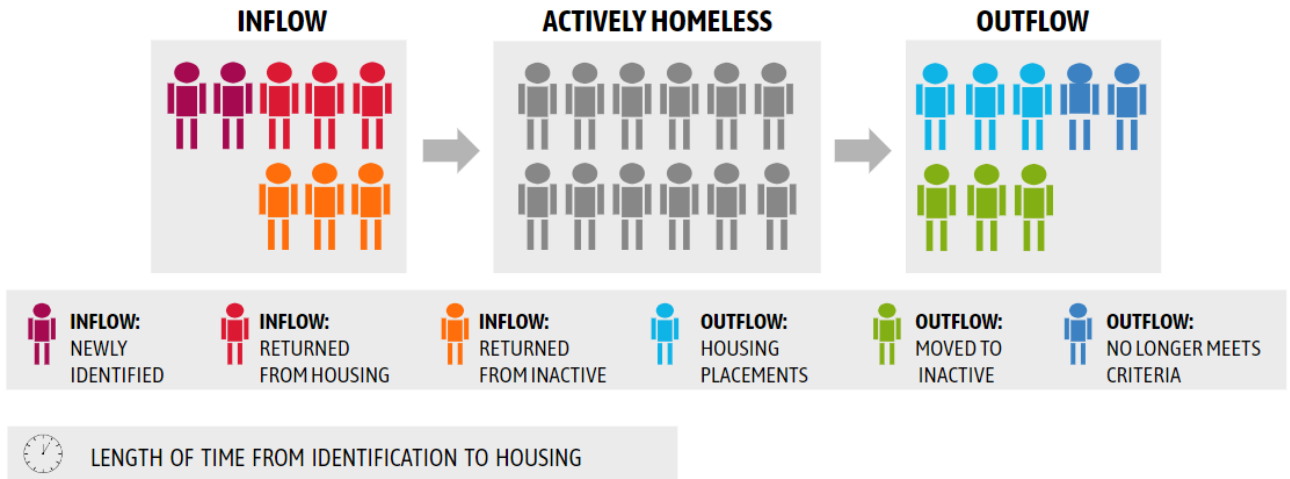 INFLOW
ACTIVELY HOMELESS
OUTFLOW
INFLOW:
NEWLY
IDENTIFIED
INFLOW:
RETURNED
FROM HOUSING
INFLOW:
RETURNED
FROM INACTIVE
OUTFLOW:
HOUSING
PLACEMENTS
OUTFLOW:
MOVED TO
INACTIVE
OUTFLOW:
NO LONGER MEETS
CRITERIA
LENGTH OF TIME FROM IDENTIFICATION TO HOUSING